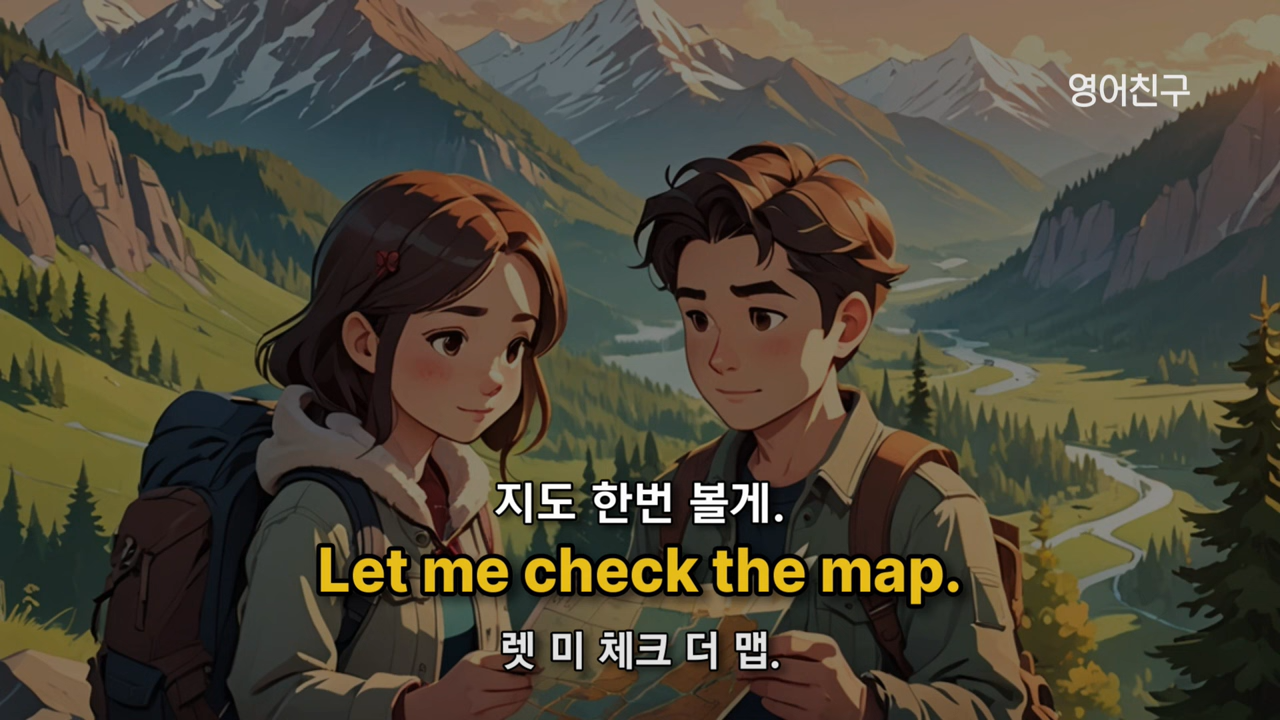 영어친구
지도 한번 볼게.
Let me check the map.
렛 미 체크 더 맵.